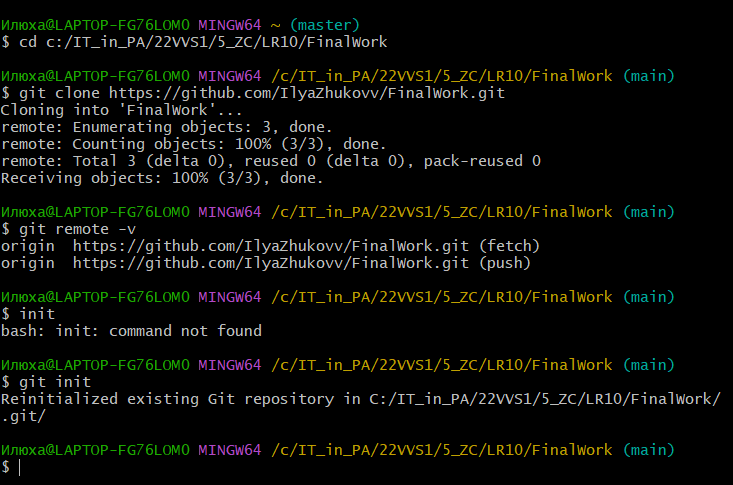 Илюха@LAPTOP-FG76LOM0 MINGW64 ~ (master)
$ cd c:/IT_in_PA/22VVS1/5_ZC/LR10/FinalWork
Илюха@LAPTOP-FG76LOM0 MINGW64 /c/IT_in_PA/22VVS1/5_ZC/LR10/FinalWork (main)
$ git clone https://github.com/IlyaZhukovv/FinalWork.git
Cloning into 'FinalWork'...
remote: Enumerating objects: 3, done.
remote: Counting objects: 100% (3/3), done.
remote: Total 3 (delta 0), reused 0 (delta 0), pack-reused 0
Receiving objects: 100% (3/3), done.
Илюха@LAPTOP-FG76LOM0 MINGW64 /c/IT_in_PA/22VVS1/5_ZC/LR10/FinalWork (main)
$ git remote -v
origin  https://github.com/IlyaZhukovv/FinalWork.git (fetch)
origin  https://github.com/IlyaZhukovv/FinalWork.git (push)
Илюха@LAPTOP-FG76LOM0 MINGW64 /c/IT_in_PA/22VVS1/5_ZC/LR10/FinalWork (main)
$ init
bash: init: command not found
Илюха@LAPTOP-FG76LOM0 MINGW64 /c/IT_in_PA/22VVS1/5_ZC/LR10/FinalWork (main)
$ git init
Reinitialized existing Git repository in C:/IT_in_PA/22VVS1/5_ZC/LR10/FinalWork/
.git/
Илюха@LAPTOP-FG76LOM0 MINGW64 /c/IT_in_PA/22VVS1/5_ZC/LR10/FinalWork (main)
$